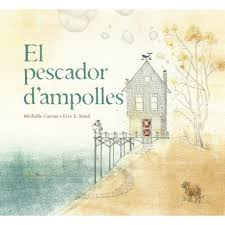 El
pescador
d'ampolles
Michelle Cuevas • Erin E. Stead